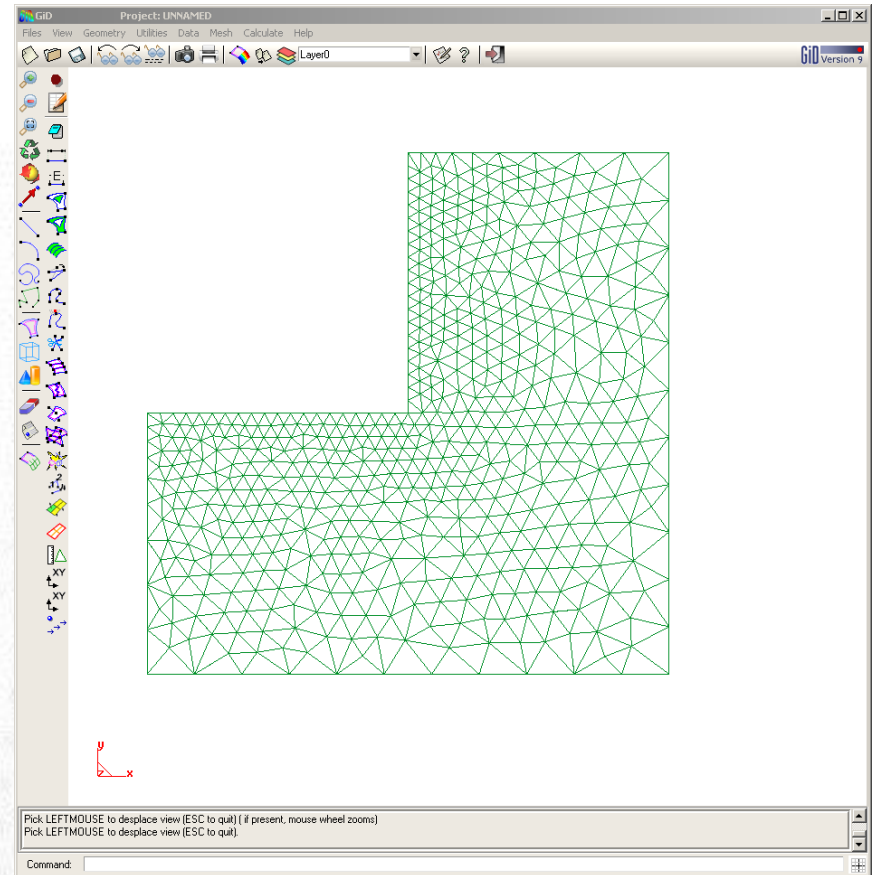 GiD Project: UNNAMED
Files View Geometry Utilities Data Mesh Calculate Help
Layer0
GiD Version 9
E
2
XY
XY
y
z x
Pick LEFTMOUSE to desplace view (ESC to quit) ( if present, mouse wheel zooms)
Pick LEFTMOUSE to desplace view (ESC to quit).
Command: